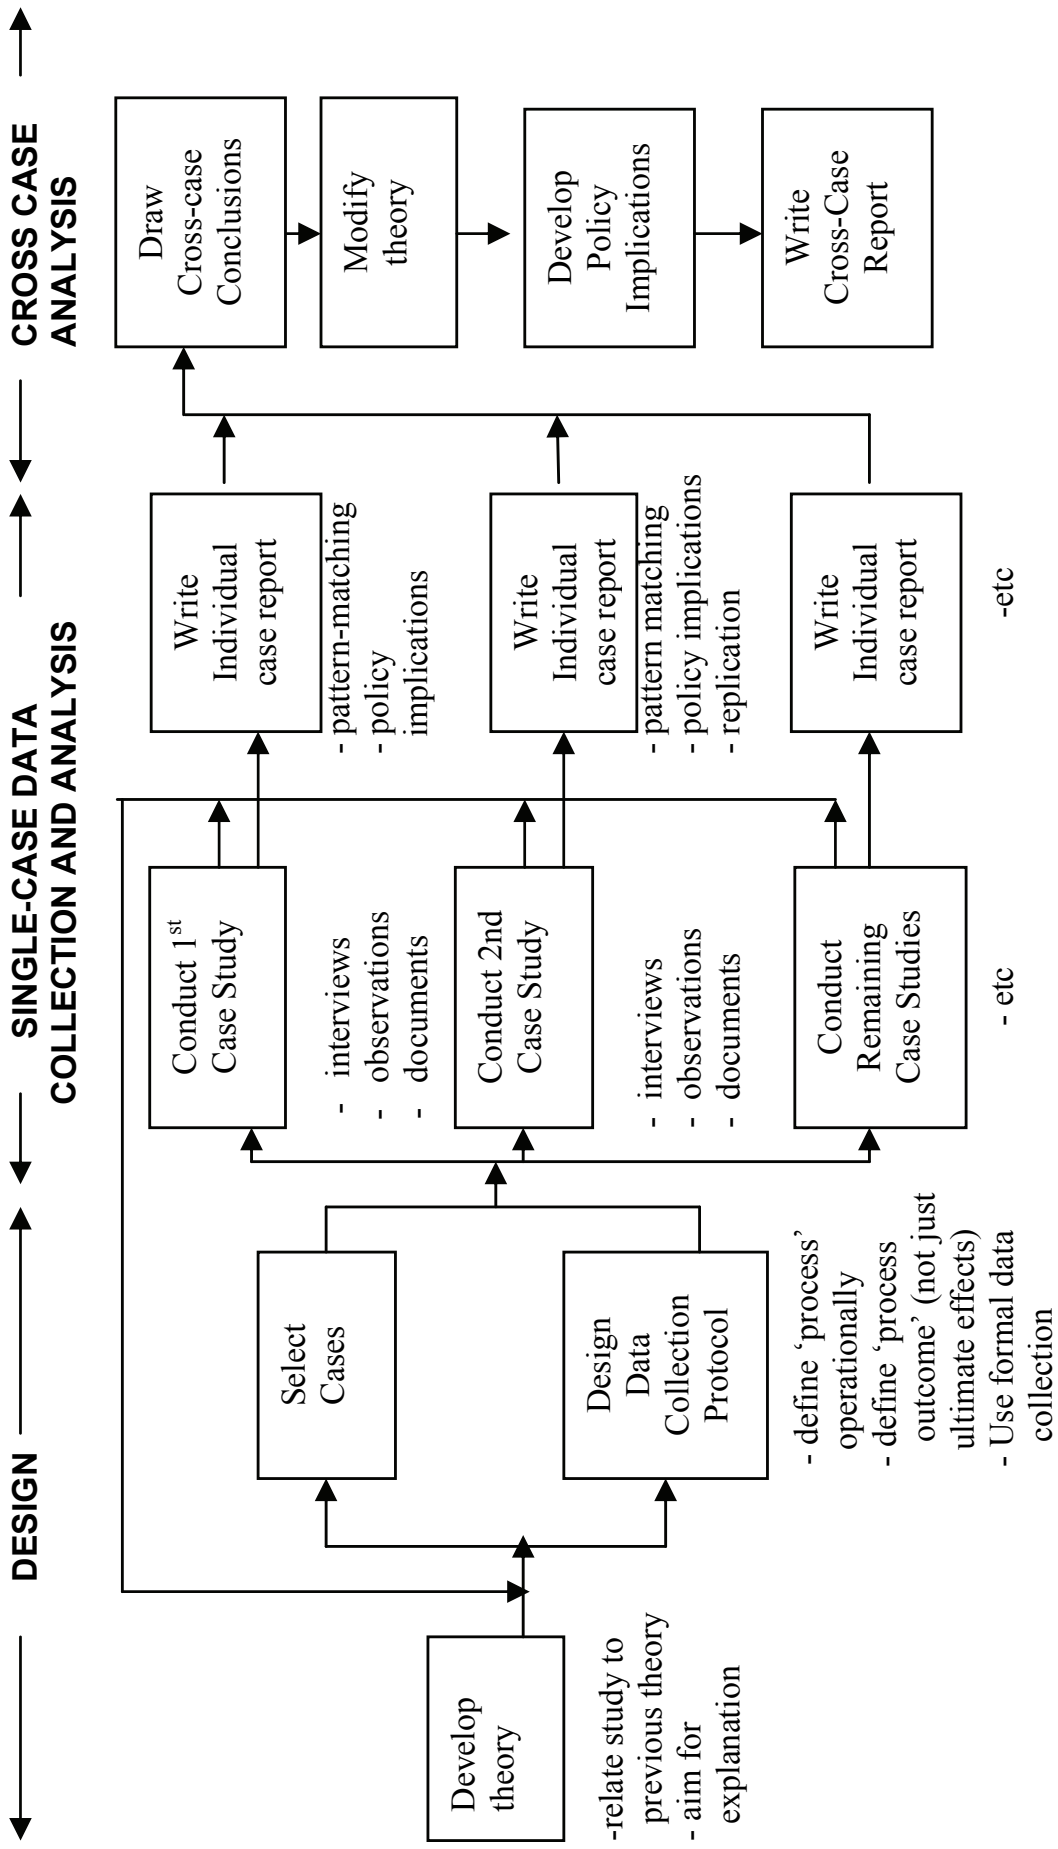 DESIGN
SINGLE-CASE DATA
COLLECTION AND ANALYSIS
CROSS CASE
ANALYSIS
Develop
theory
-relate study to
previous theory
- aim for
explanation
Select
Cases
Design
Data
Collection
Protocol
- define ‘process’
operationally
- define ‘process
outcome’ (not just
ultimate effects)
- Use formal data
collection
Conduct 1st
Case Study
- interviews
- observations
- documents
Conduct 2nd
Case Study
- interviews
- observations
- documents
Conduct
Remaining
Case Studies
- etc
Write
Individual
case report
- pattern-matching
- policy
implications
Write
Individual
case report
- pattern matching
- policy implications
- replication
Write
Individual
case report
-etc
Draw
Cross-case
Conclusions
Modify
theory
Develop
Policy
Implications
Write
Cross-Case
Report